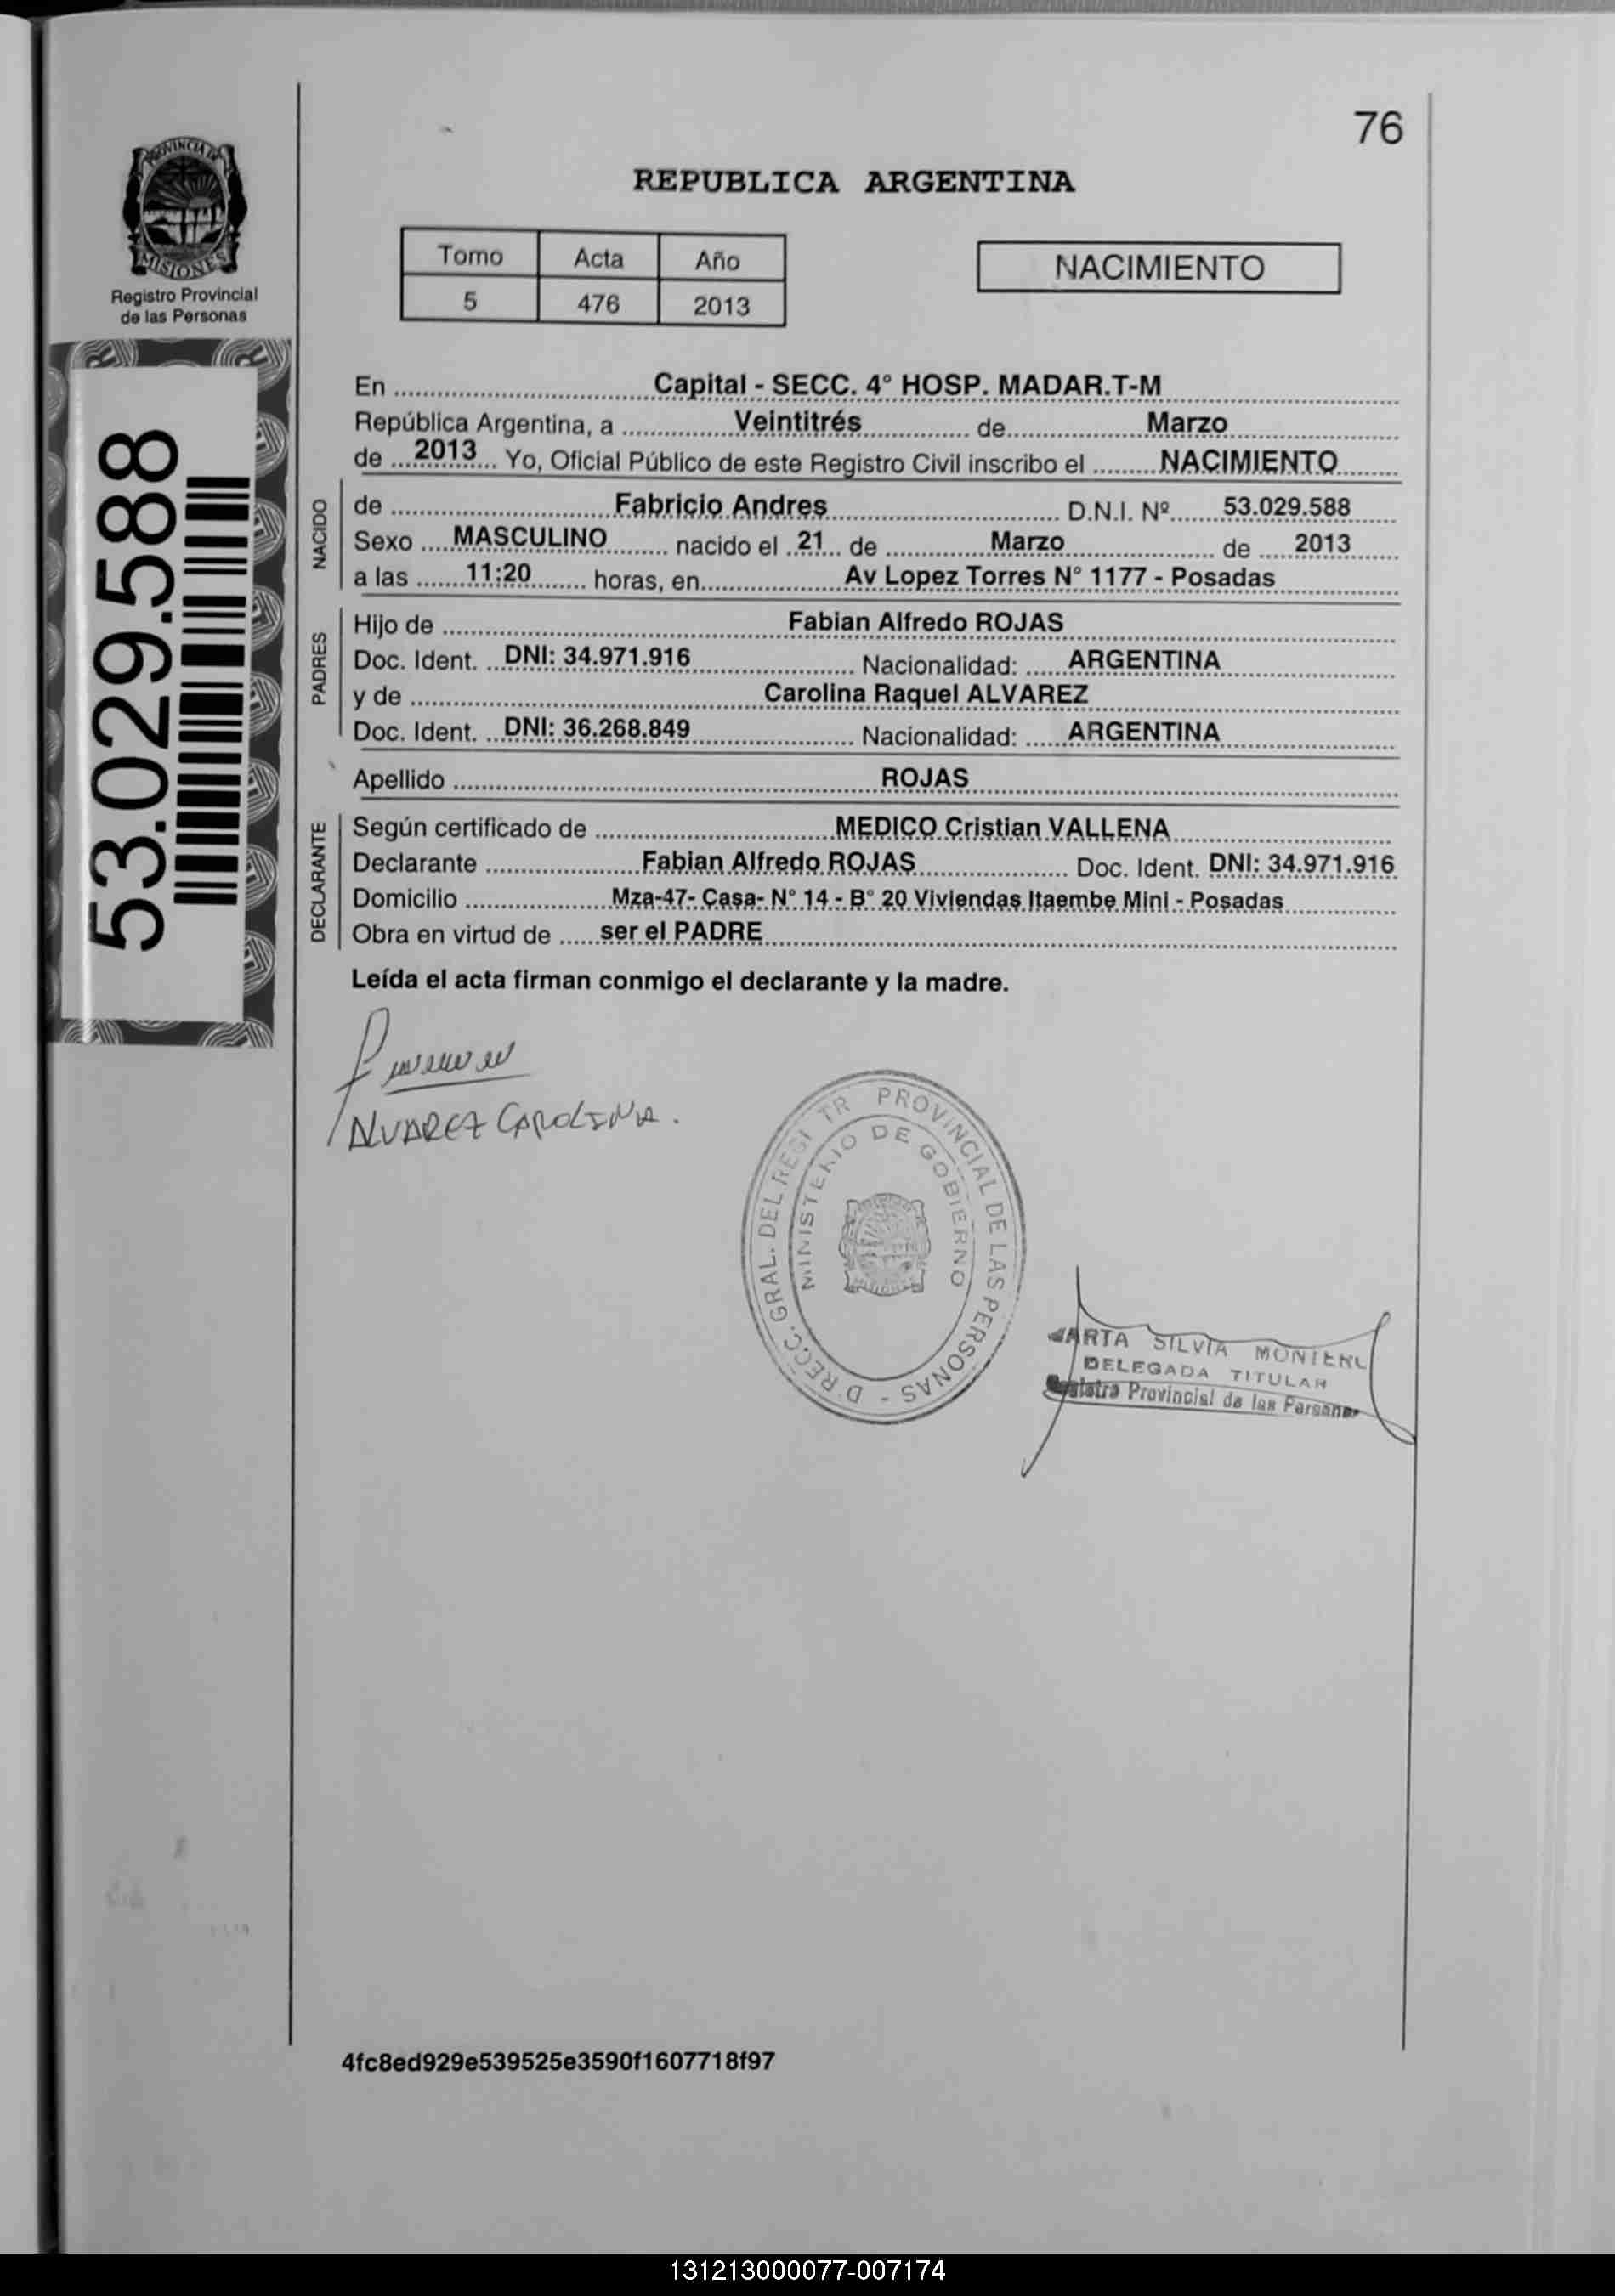 76
PROVINCIA DE
MISIONES
Registro Provincial
de las Personas
REPUBLICA ARGENTINA
Tomo Acta Año
5 476 2013
NACIMIENTO
53.029.588
En Capital - SECC. 4° HOSP. MADAR.T-M
República Argentina, a Veintitrés de Marzo
de 2013 Yo, Oficial Público de este Registro Civil inscribo el NACIMIENTO
NACIDO
de Fabricio Andres D.N.I. Nº 53.029.588
Sexo MASCULINO nacido el 21 de Marzo de 2013
a las 11:20 horas, en Av Lopez Torres N° 1177 - Posadas
PADRES
Hijo de Fabian Alfredo ROJAS
Doc. Ident. DNI: 34.971.916 Nacionalidad: ARGENTINA
y de Carolina Raquel ALVAREZ
Doc. Ident. DNI: 36.268.849 Nacionalidad: ARGENTINA
Apellido ROJAS
DECLARANTE
Según certificado de MEDICO Cristian VALLENA
Declarante Fabian Alfredo ROJAS Doc. Ident. DNI: 34.971.916
Domicilio Mza-47- Casa- N° 14 - B° 20 Viviendas Itaembe Mini - Posadas
Obra en virtud de ser el PADRE
Leída el acta firman conmigo el declarante y la madre.
ALVAREZ CAROLINA.
DIRECC. GRAL. DEL REGISTR PROVINCIAL DE LAS PERSONAS -
MINISTERIO DE GOBIERNO
MARTA SILVIA
DELEGADA TITULAR
Registro Provincial de las Personas
4fc8ed929e539525e3590f1607718f97
131213000077-007174